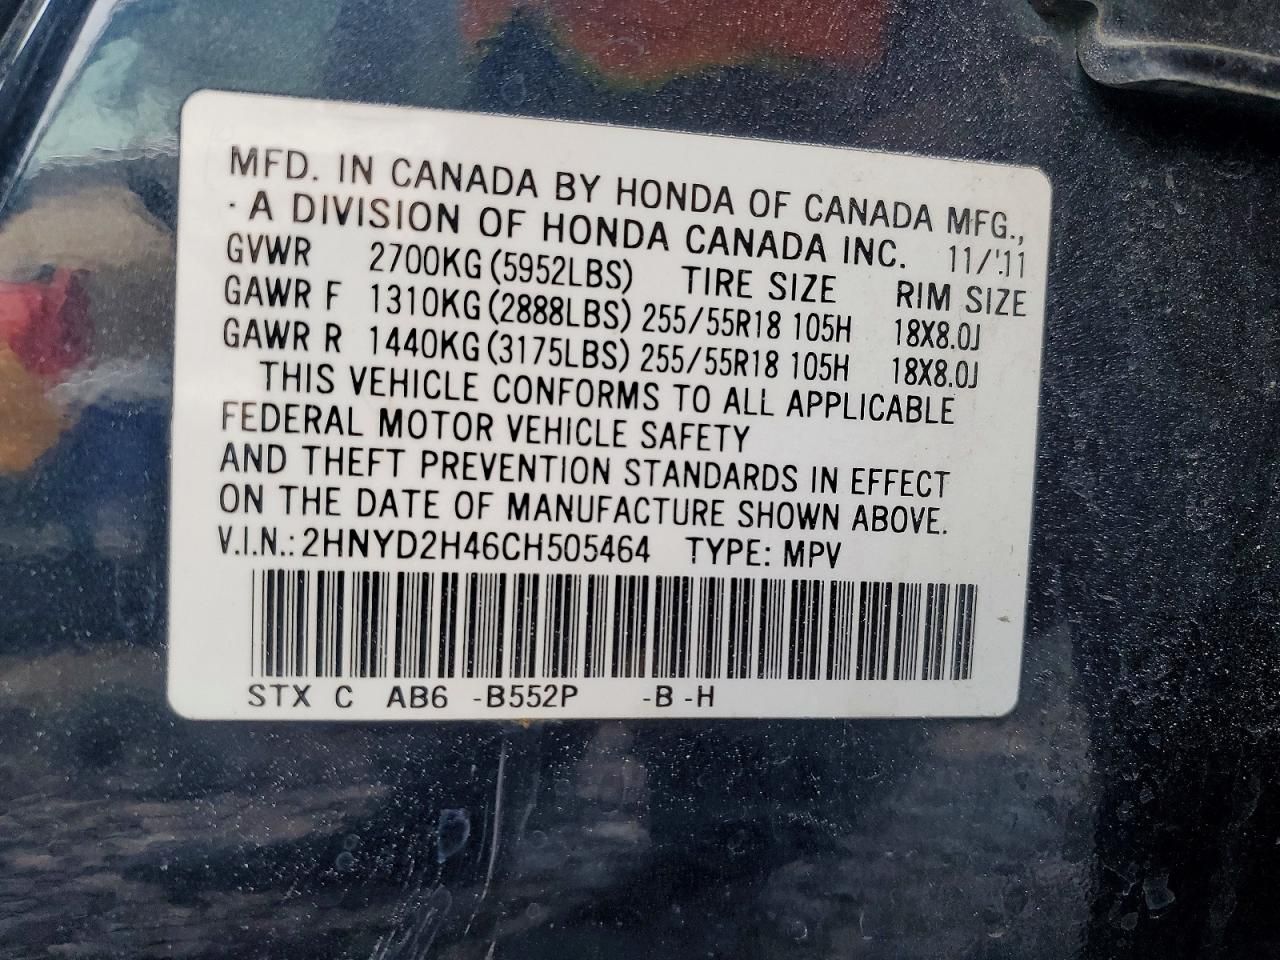 MFD. IN CANADA BY HONDA OF CANADA MFG.,
· A DIVISION OF HONDA CANADA INC. 11/'11
GVWR 2700KG (5952LBS) TIRE SIZE RIM SIZE
GAWR F 1310KG (2888LBS) 255/55R18 105H 18X8.0J
GAWR R 1440KG (3175LBS) 255/55R18 105H 18X8.0J
THIS VEHICLE CONFORMS TO ALL APPLICABLE
FEDERAL MOTOR VEHICLE SAFETY
AND THEFT PREVENTION STANDARDS IN EFFECT
ON THE DATE OF MANUFACTURE SHOWN ABOVE.
V.I.N.: 2HNYD2H46CH505464 TYPE: MPV
STX C AB6 -B552P -B -H